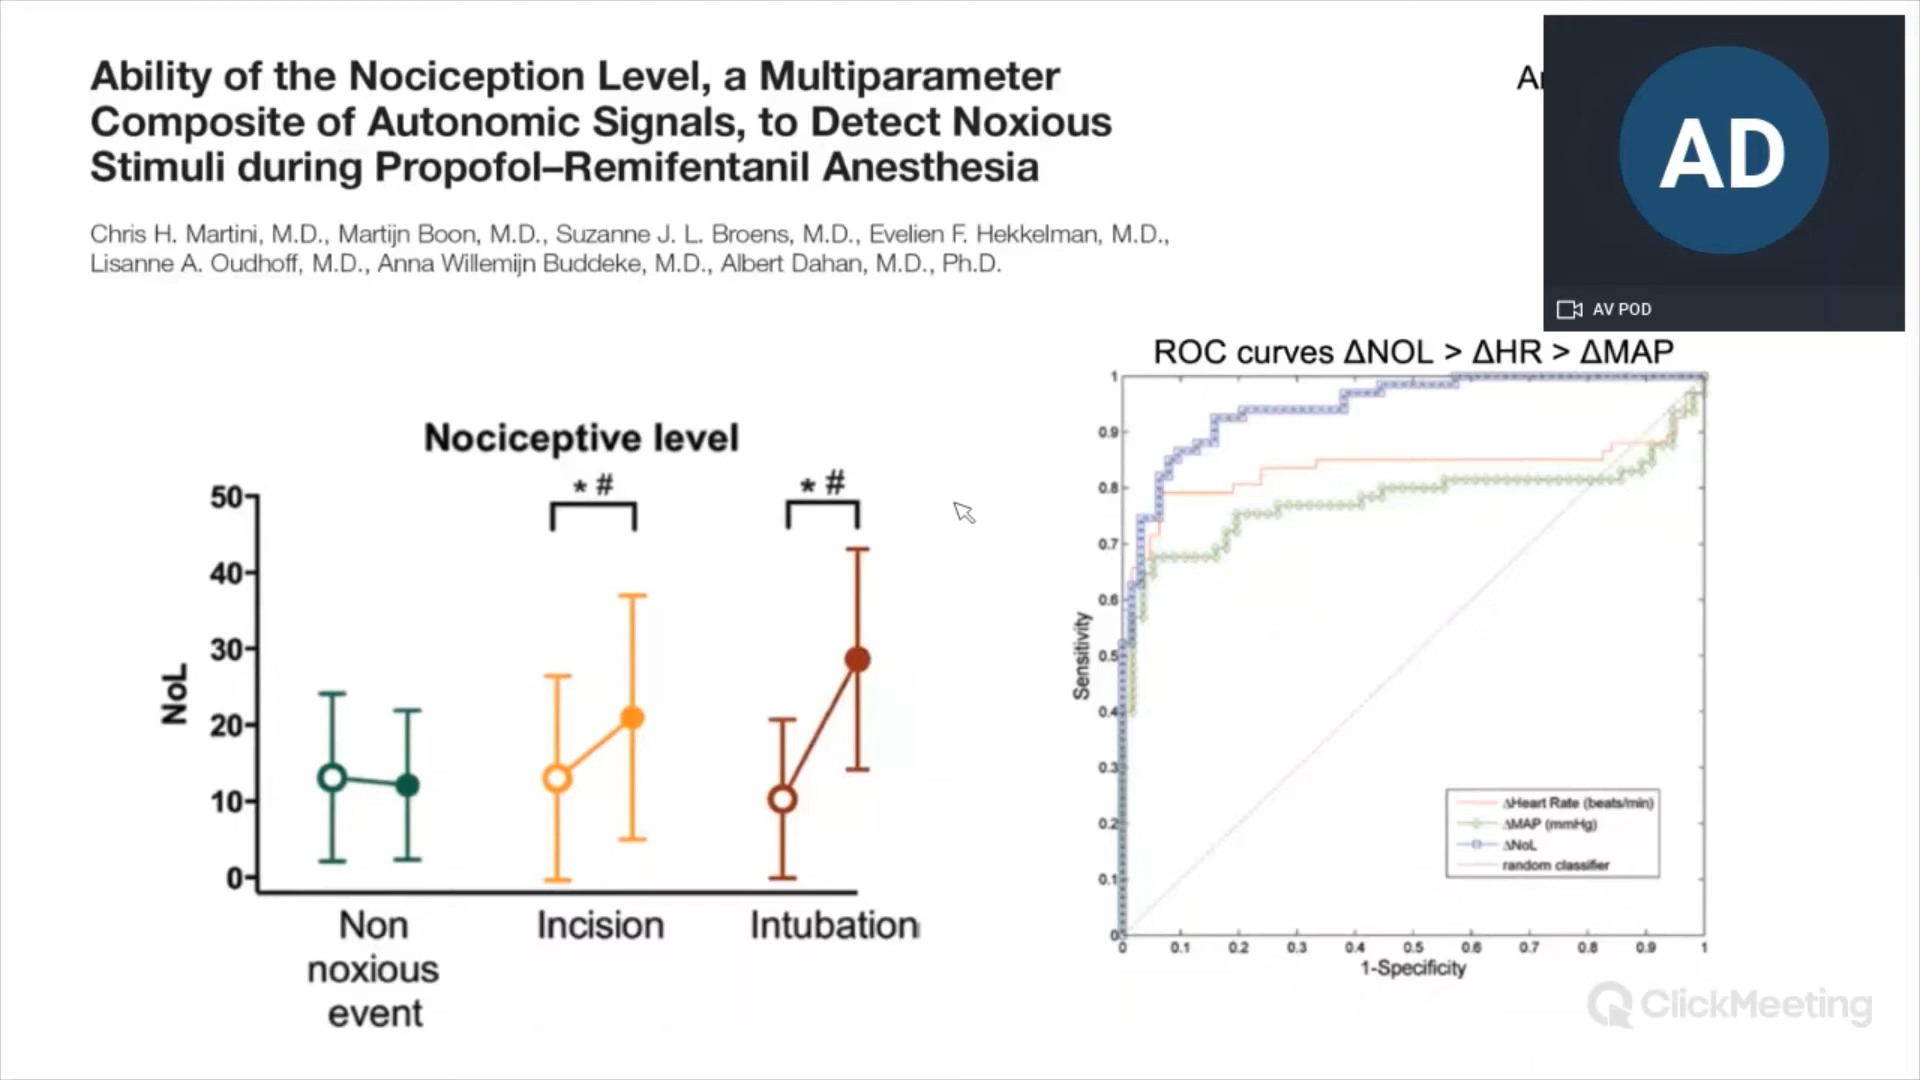 Ability of the Nociception Level, a Multiparameter
Composite of Autonomic Signals, to Detect Noxious
Stimuli during Propofol–Remifentanil Anesthesia
Chris H. Martini, M.D., Martijn Boon, M.D., Suzanne J. L. Broens, M.D., Evelien F. Hekkelman, M.D.,
Lisanne A. Oudhoff, M.D., Anna Willemijn Buddeke, M.D., Albert Dahan, M.D., Ph.D.
AD
AV POD
Nociceptive level
* #
* #
50
40
30
20
10
0
NoL
Non
noxious
event
Incision
Intubation
ROC curves ΔNOL > ΔHR > ΔMAP
1
0.9
0.8
0.7
0.6
0.5
0.4
0.3
0.2
0.1
0
Sensitivity
ΔHeart Rate (beats/min)
ΔMAP (mmHg)
ΔNoL
random classifier
0 0.1 0.2 0.3 0.4 0.5 0.6 0.7 0.8 0.9 1
1-Specificity
ClickMeeting